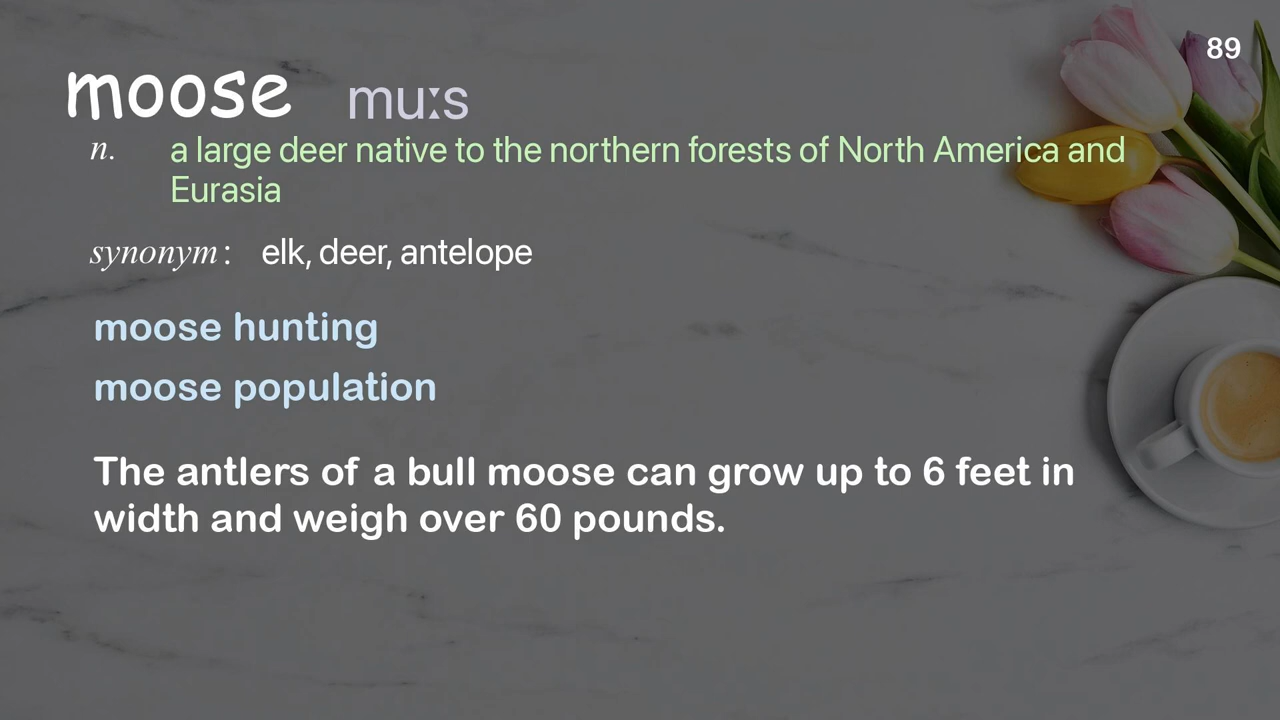 89
moose mu:s
n. a large deer native to the northern forests of North America and
Eurasia
synonym: elk, deer, antelope
moose hunting
moose population
The antlers of a bull moose can grow up to 6 feet in
width and weigh over 60 pounds.